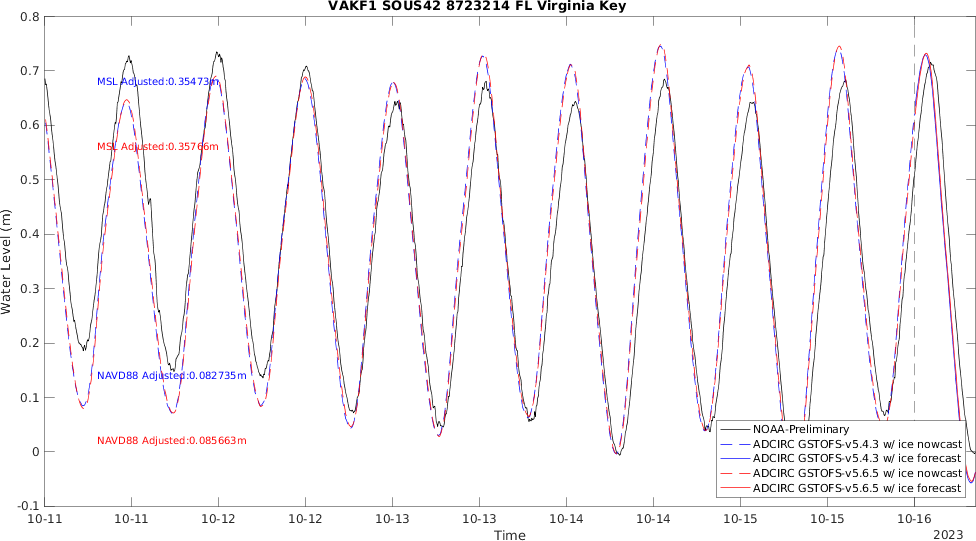 VAKF1 SOUS42 8723214 FL Virginia Key
0.8
0.7
0.6
0.5
0.4
0.3
0.2
0.1
0
-0.1
Water Level (m)
MSL Adjusted:0.35473m
MSL Adjusted:0.35766m
NAVD88 Adjusted:0.082735m
NAVD88 Adjusted:0.085663m
NOAA-Preliminary
ADCIRC GSTOFS-v5.4.3 w/ ice nowcast
ADCIRC GSTOFS-v5.4.3 w/ ice forecast
ADCIRC GSTOFS-v5.6.5 w/ ice nowcast
ADCIRC GSTOFS-v5.6.5 w/ ice forecast
10-11 10-11 10-12 10-12 10-13 10-13 10-14 10-14 10-15 10-15 10-16
Time
2023